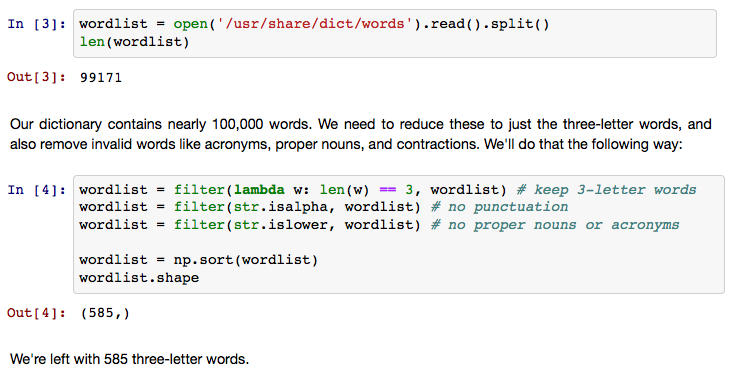 In [3]: wordlist = open('/usr/share/dict/words').read().split()
len(wordlist)
Out[3]: 99171
Our dictionary contains nearly 100,000 words. We need to reduce these to just the three-letter words, and
also remove invalid words like acronyms, proper nouns, and contractions. We'll do that the following way:
In [4]: wordlist = filter(lambda w: len(w) == 3, wordlist) # keep 3-letter words
wordlist = filter(str.isalpha, wordlist) # no punctuation
wordlist = filter(str.islower, wordlist) # no proper nouns or acronyms
wordlist = np.sort(wordlist)
wordlist.shape
Out[4]: (585,)
We're left with 585 three-letter words.